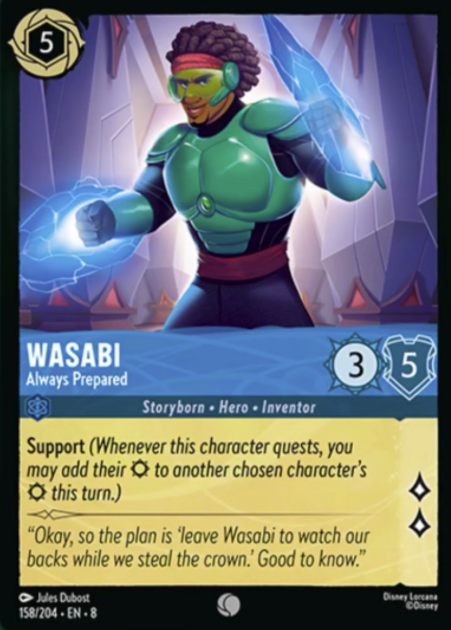 5
WASABI
Always Prepared
3
5
Storyborn • Hero • Inventor
Support (Whenever this character quests, you
may add their to another chosen character's
this turn.)
"Okay, so the plan is 'leave Wasabi to watch our
backs while we steal the crown.' Good to know."
Jules Dubost
158/204 • EN • 8
Disney Lorcana
©Disney